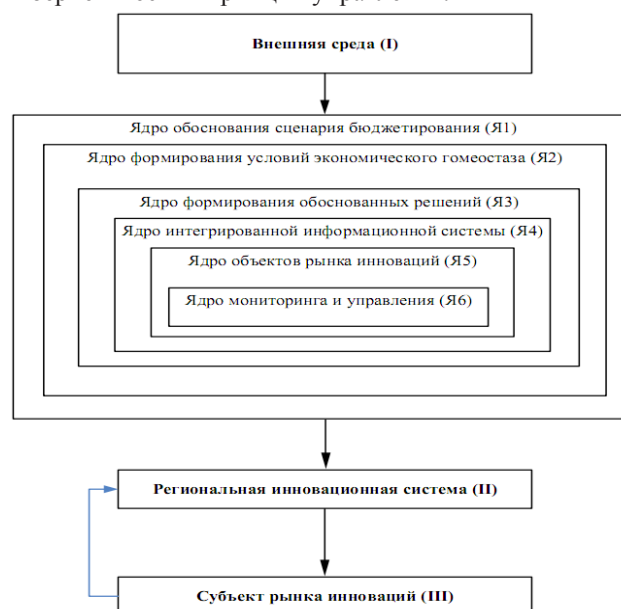 Внешняя среда (I)
Ядро обоснования сценария бюджетирования (Я1)
Ядро формирования условий экономического гомеостаза (Я2)
Ядро формирования обоснованных решений (Я3)
Ядро интегрированной информационной системы (Я4)
Ядро объектов рынка инноваций (Я5)
Ядро мониторинга и управления (Я6)
Региональная инновационная система (II)
Субъект рынка инноваций (III)